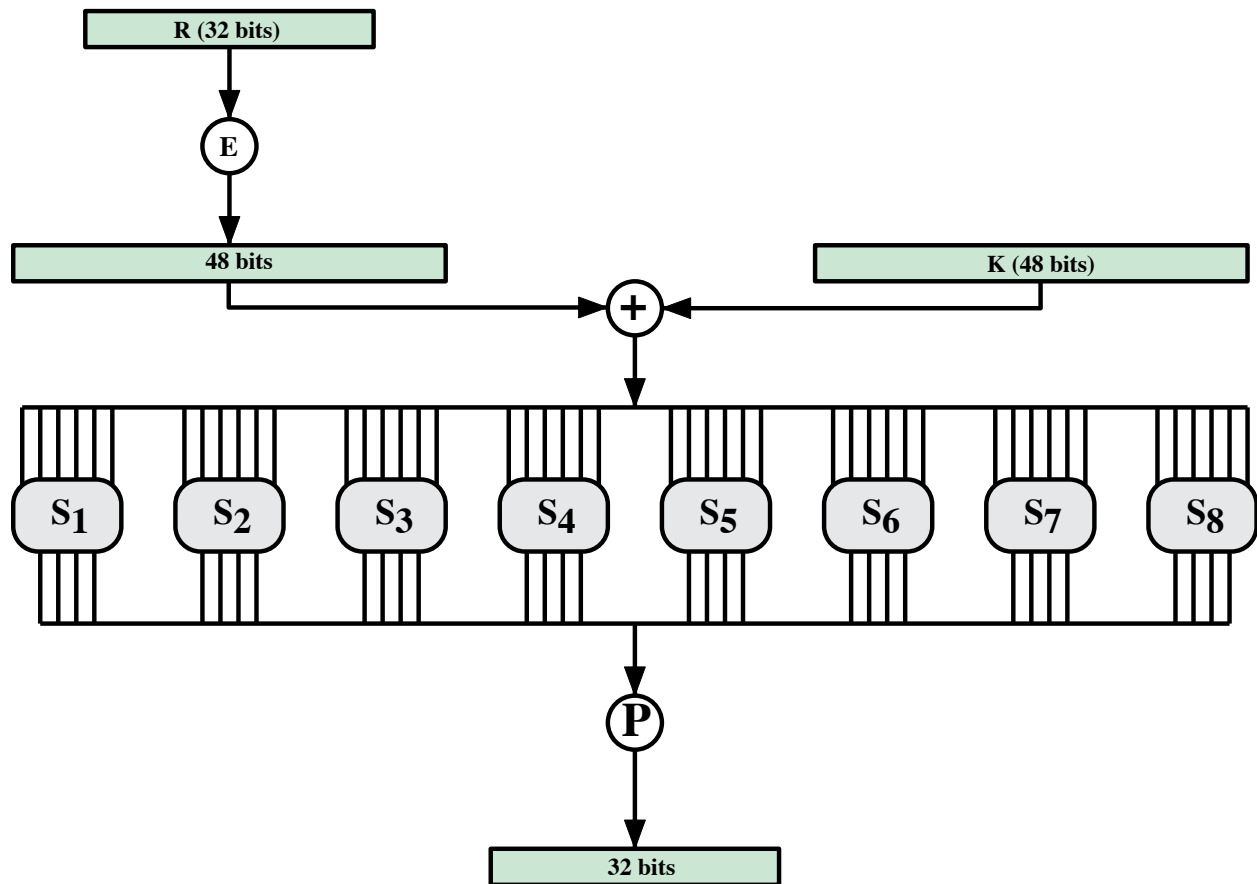 R (32 bits)
E
48 bits
K (48 bits)
+
S1 S2 S3 S4 S5 S6 S7 S8
P
32 bits